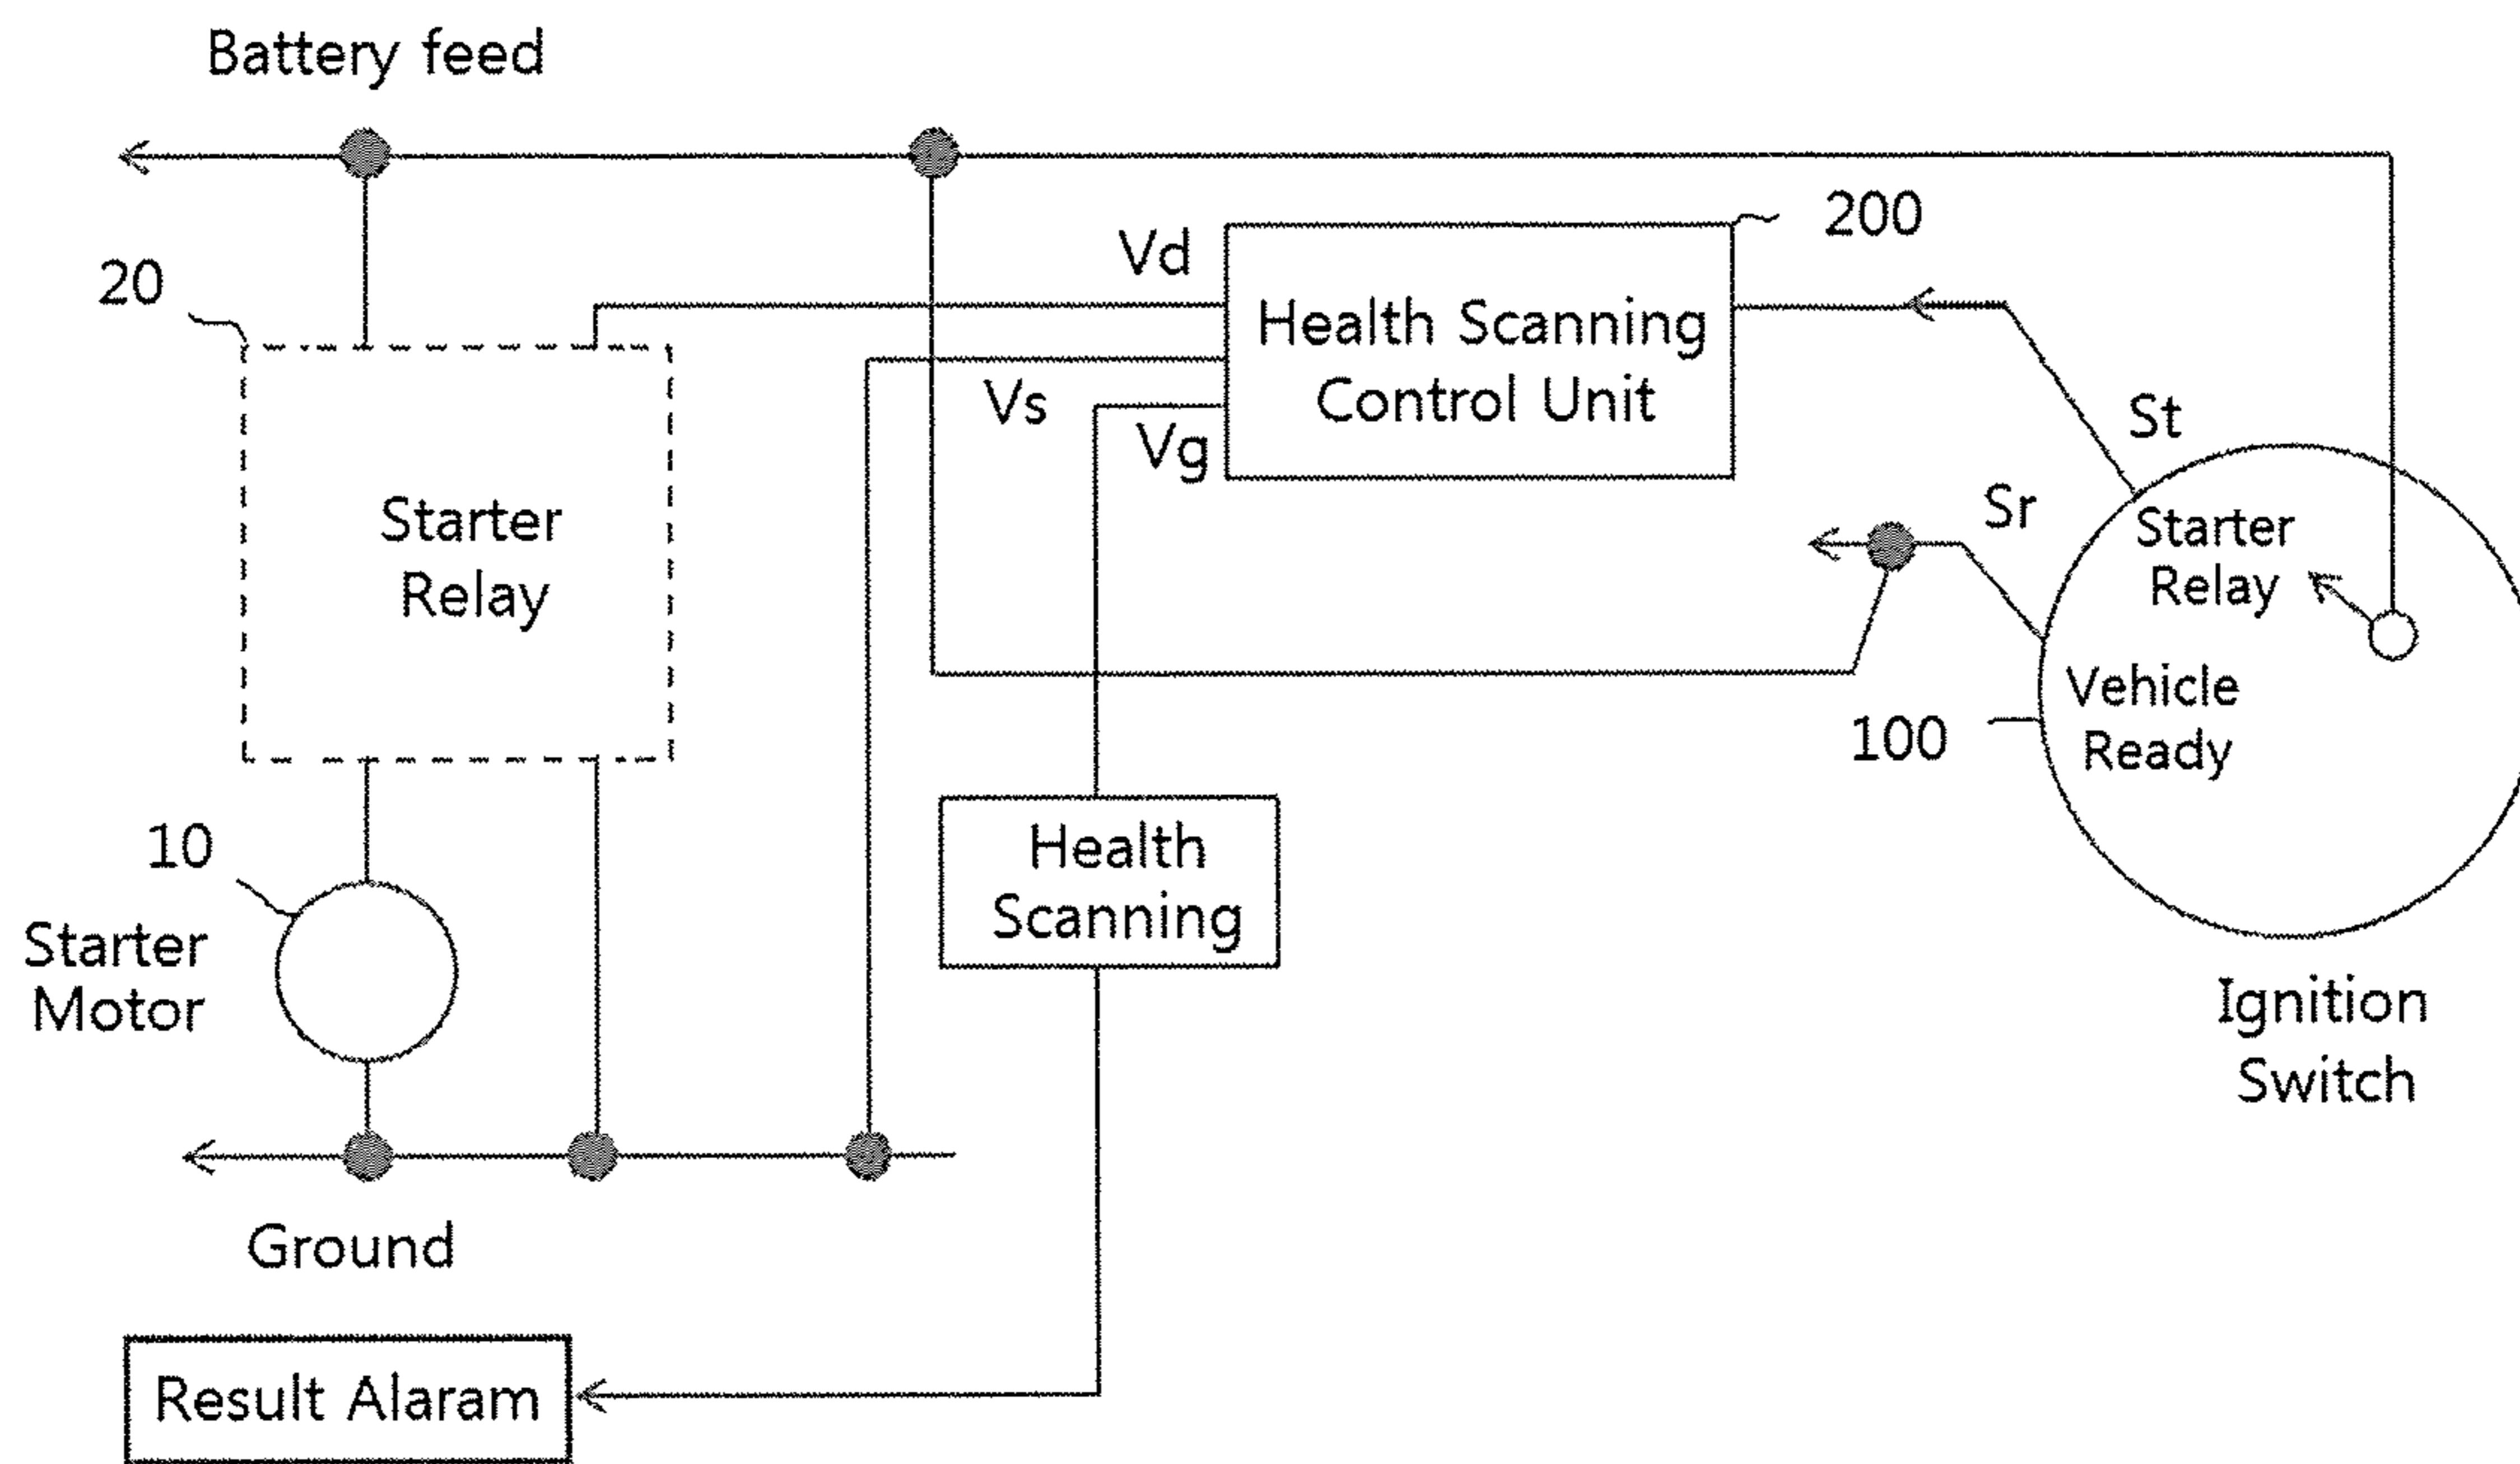 Battery feed
20
Vd
200
Health Scanning
Control Unit
Vs
Vg
St
Sr
Starter
Relay
Starter
Relay
Vehicle
Ready
100
10
Starter
Motor
Health
Scanning
Ignition
Switch
Ground
Result Alaram